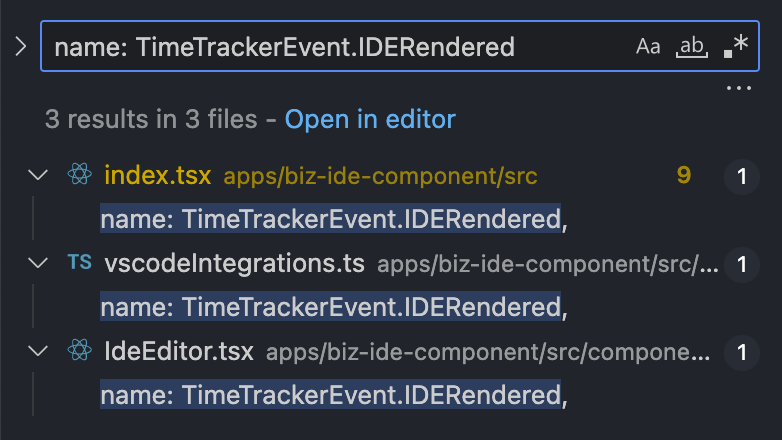 name: TimeTrackerEvent.IDERendered Aa ab .*
...
3 results in 3 files - Open in editor
index.tsx apps/biz-ide-component/src 9 1
name: TimeTrackerEvent.IDERendered,
TS vscodeIntegrations.ts apps/biz-ide-component/src/... 1
name: TimeTrackerEvent.IDERendered,
IdeEditor.tsx apps/biz-ide-component/src/compone... 1
name: TimeTrackerEvent.IDERendered,